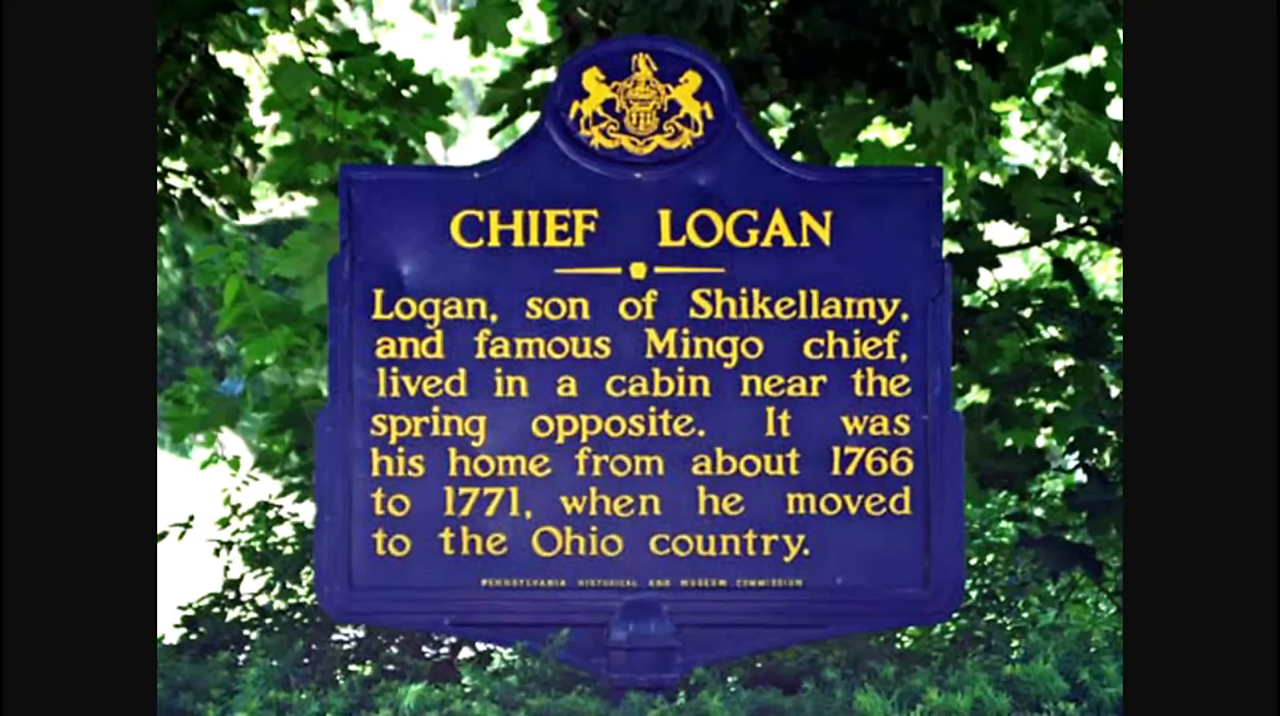 CHIEF LOGAN
Logan, son of Shikellamy,
and famous Mingo chief,
lived in a cabin near the
spring opposite. It was
his home from about 1766
to 1771, when he moved
to the Ohio country.
PENNSYLVANIA HISTORICAL AND MUSEUM COMMISSION